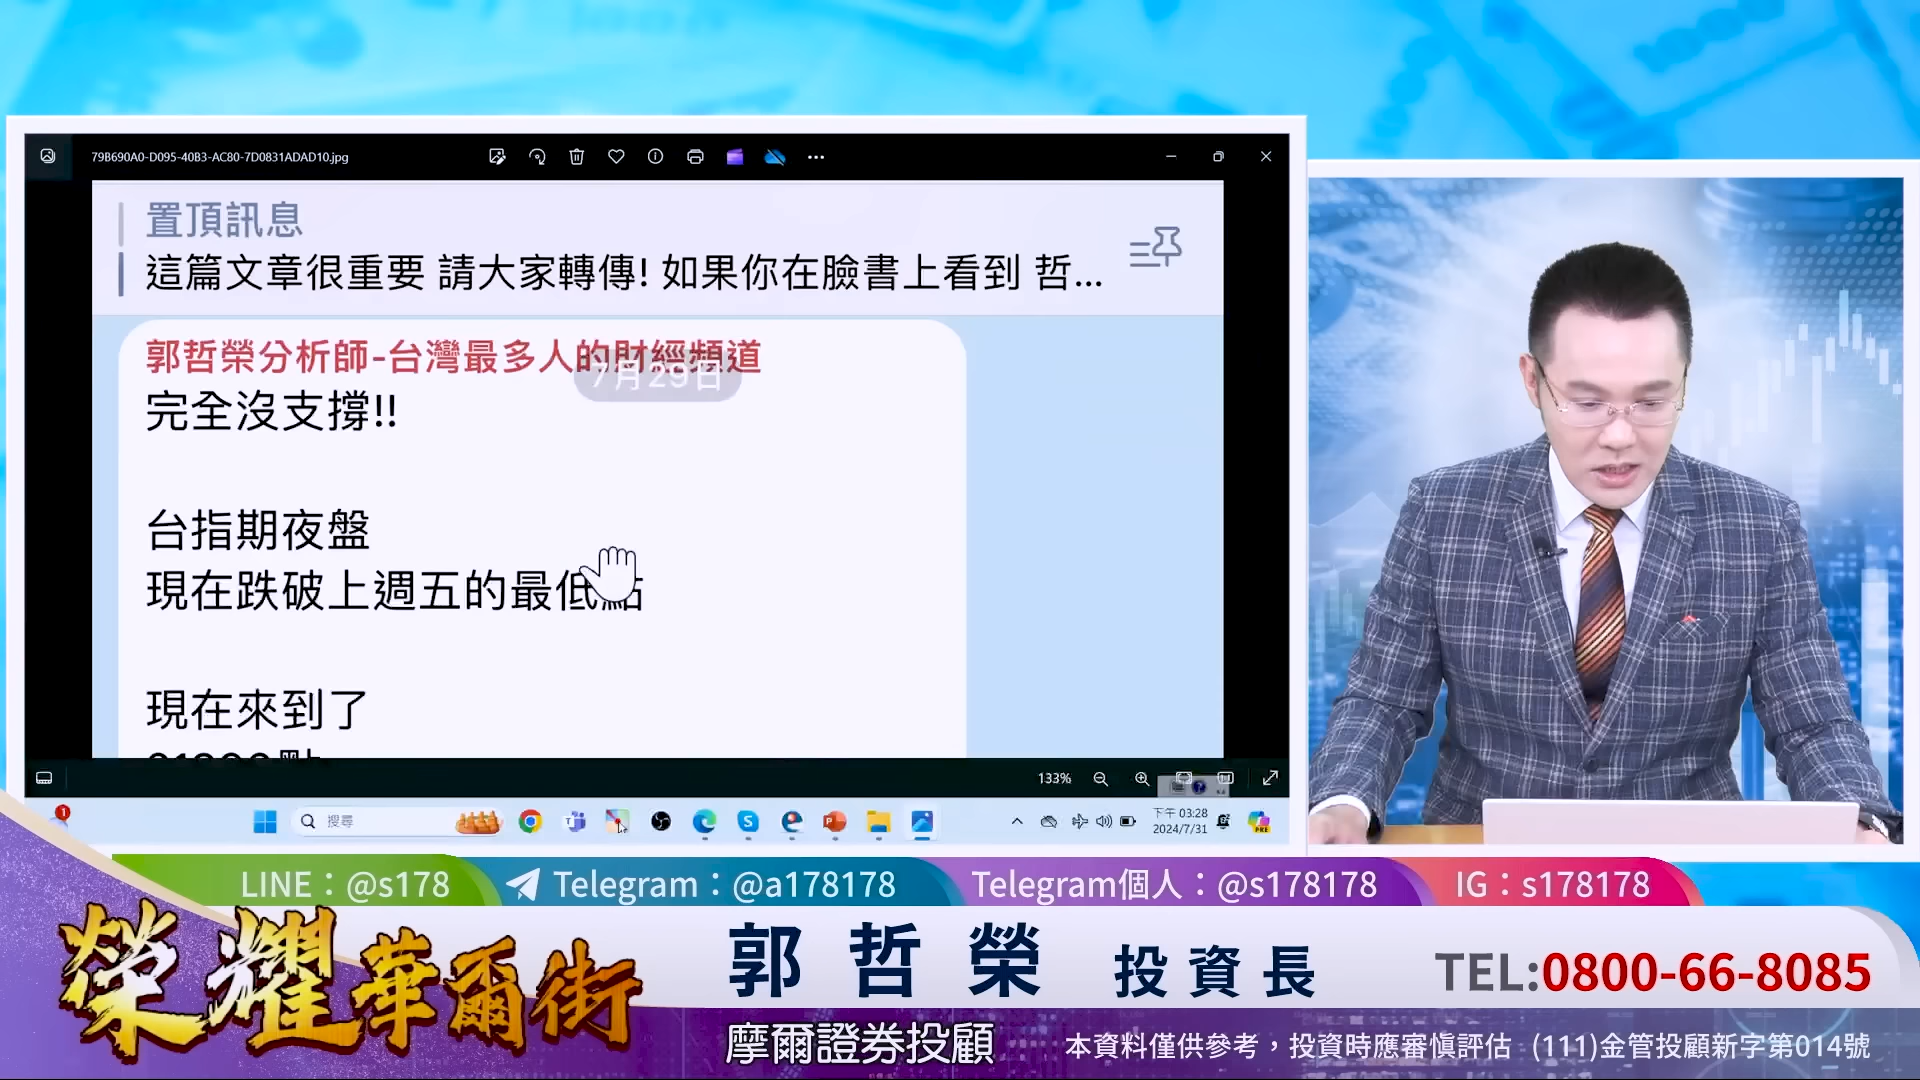 79B690A0-D095-40B3-AC80-7D0831ADAD10.jpg
置頂訊息
這篇文章很重要 請大家轉傳! 如果你在臉書上看到 哲...
郭哲榮分析師-台灣最多人的財經頻道
7月29日
完全沒支撐!!
台指期夜盤
現在跌破上週五的最低點
現在來到了
133%
1
搜尋
下午 03:28
2024/7/31
LINE：@s178
Telegram：@a178178
Telegram個人：@s178178
IG：s178178
榮耀華爾街
郭哲榮 投資長
TEL:0800-66-8085
摩爾證券投顧
本資料僅供參考，投資時應審慎評估 (111)金管投顧新字第014號